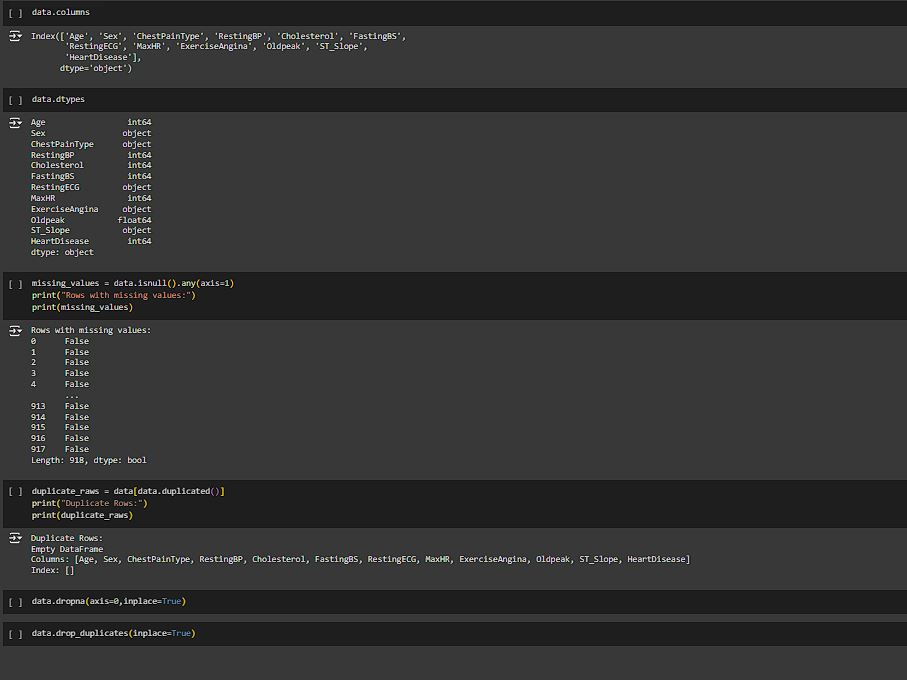 [ ] data.columns
Index(['Age', 'Sex', 'ChestPainType', 'RestingBP', 'Cholesterol', 'FastingBS',
'RestingECG', 'MaxHR', 'ExerciseAngina', 'Oldpeak', 'ST_Slope',
'HeartDisease'],
dtype='object')
[ ] data.dtypes
Age int64
Sex object
ChestPainType object
RestingBP int64
Cholesterol int64
FastingBS int64
RestingECG object
MaxHR int64
ExerciseAngina object
Oldpeak float64
ST_Slope object
HeartDisease int64
dtype: object
[ ] missing_values = data.isnull().any(axis=1)
print("Rows with missing values:")
print(missing_values)
Rows with missing values:
0 False
1 False
2 False
3 False
4 False
...
913 False
914 False
915 False
916 False
917 False
Length: 918, dtype: bool
[ ] duplicate_raws = data[data.duplicated()]
print("Duplicate Rows:")
print(duplicate_raws)
Duplicate Rows:
Empty DataFrame
Columns: [Age, Sex, ChestPainType, RestingBP, Cholesterol, FastingBS, RestingECG, MaxHR, ExerciseAngina, Oldpeak, ST_Slope, HeartDisease]
Index: []
[ ] data.dropna(axis=0,inplace=True)
[ ] data.drop_duplicates(inplace=True)